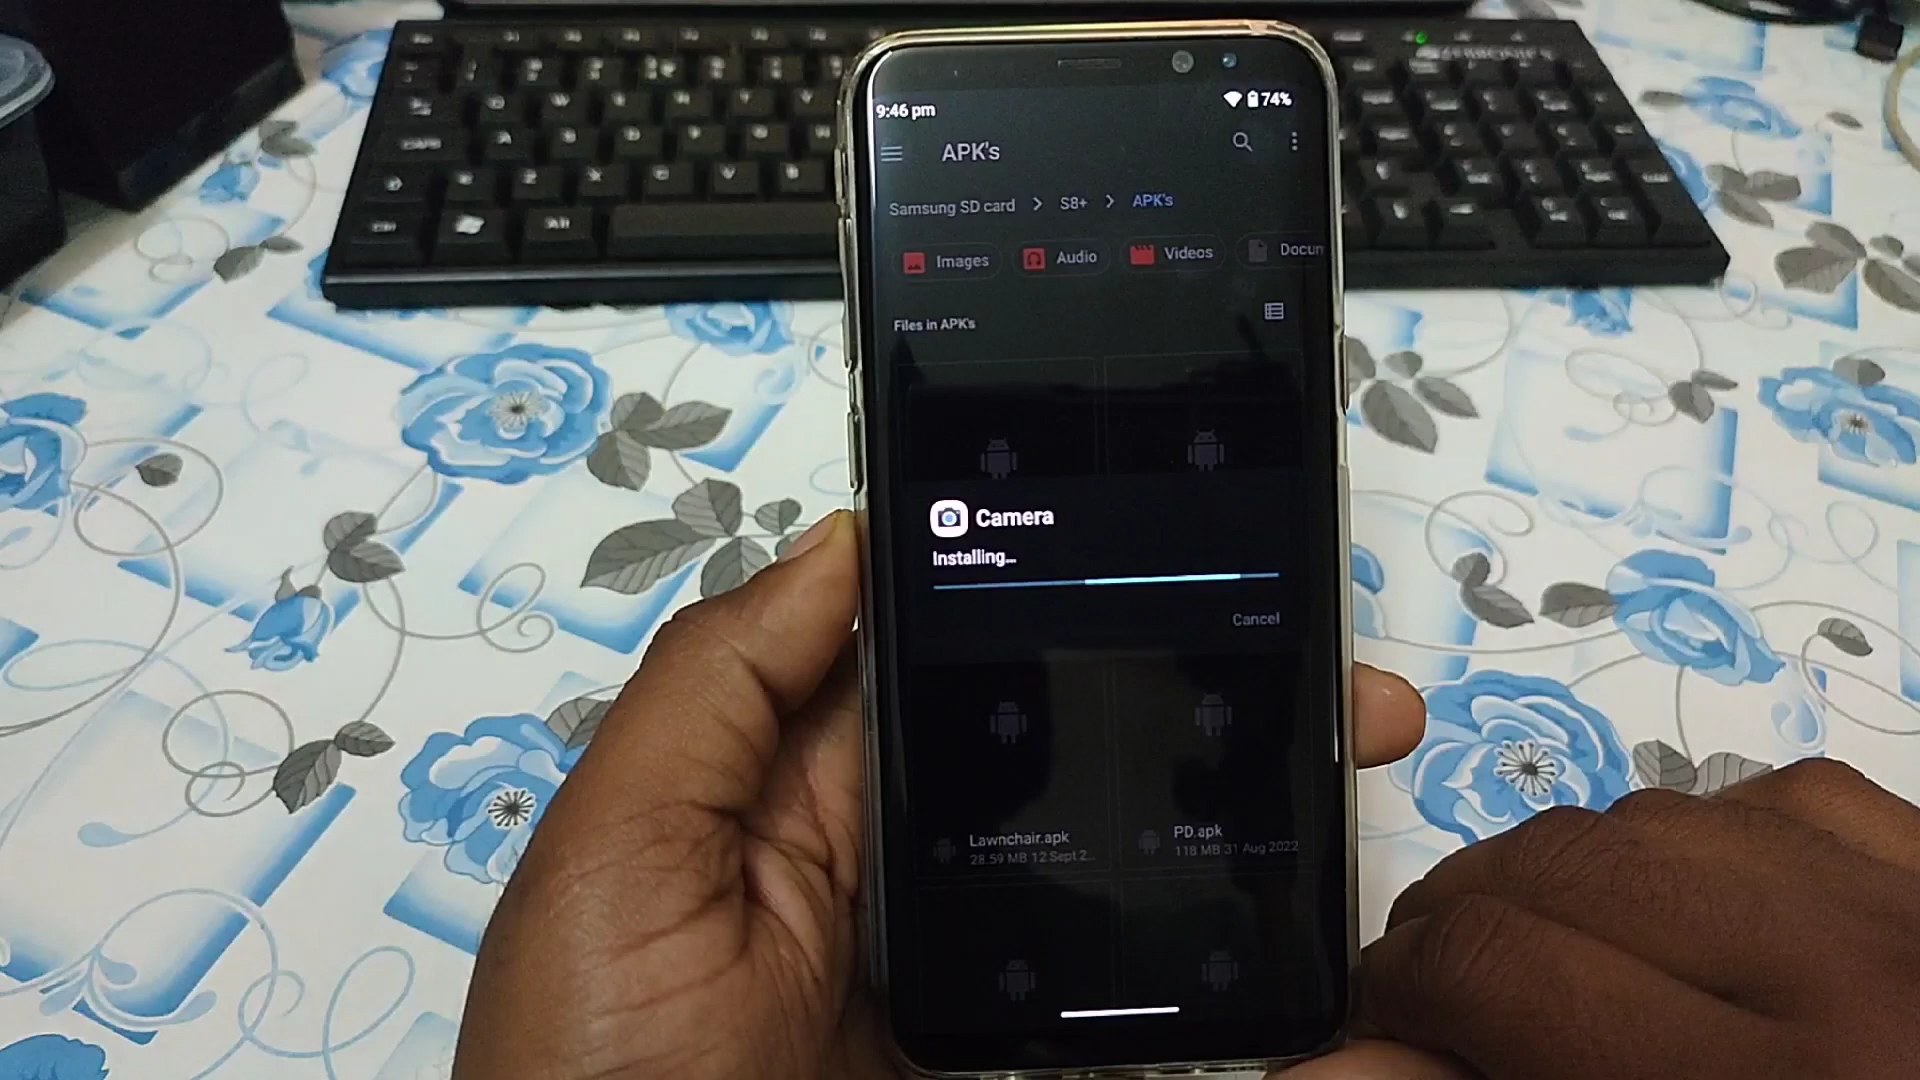 9:46 pm
74%
APK's
Samsung SD card > S8+ > APK's
Images
Audio
Videos
Docun
Files in APK's
Camera
Installing...
Cancel
Lawnchair.apk
28.59 MB 12 Sept 2...
PD.apk
118 MB 31 Aug 2022
Alt